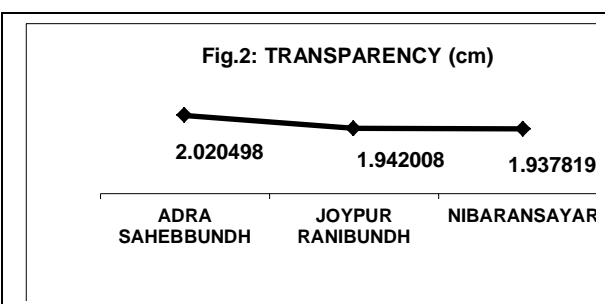 Fig.2: TRANSPARENCY (cm)
2.020498
1.942008
1.937819
ADRA SAHEBBUNDH
JOYPUR RANIBUNDH
NIBARANSAYAR